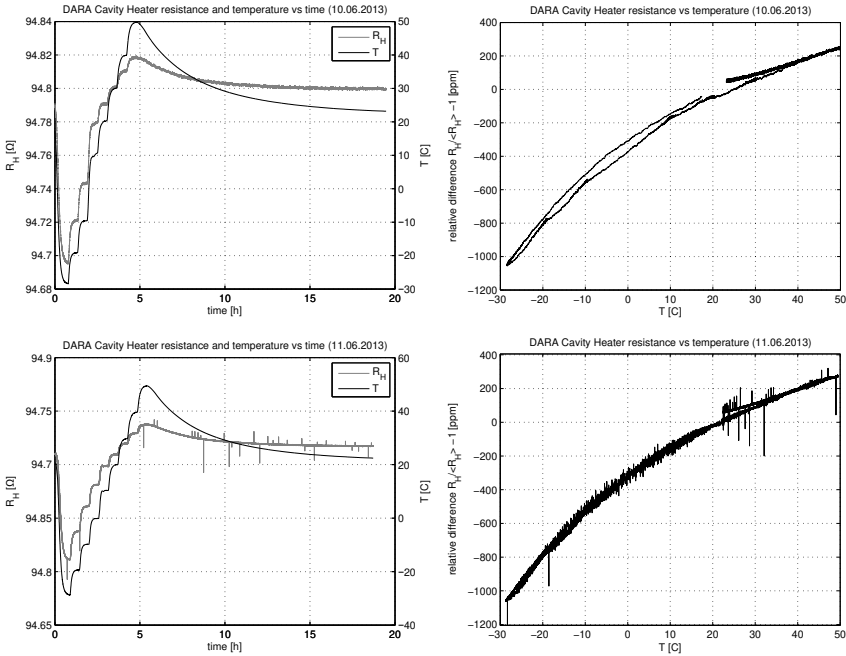 DARA Cavity Heater resistance and temperature vs time (10.06.2013)
94.84
94.82
94.8
94.78
94.76
94.74
94.72
94.7
94.68
R_H [Ω]
50
40
30
20
10
0
−10
−20
−30
T [C]
R_H
T
0 5 10 15 20
time [h]
DARA Cavity Heater resistance vs temperature (10.06.2013)
400
200
0
−200
−400
−600
−800
−1000
−1200
relative difference R_H/<R_H> −1 [ppm]
−30 −20 −10 0 10 20 30 40 50
T [C]
DARA Cavity Heater resistance and temperature vs time (11.06.2013)
94.9
94.75
94.7
94.85
94.8
94.65
R_H [Ω]
60
40
20
0
−20
−40
T [C]
R_H
T
0 5 10 15 20
time [h]
DARA Cavity Heater resistance vs temperature (11.06.2013)
400
200
0
−200
−400
−600
−800
−1000
−1200
relative difference R_H/<R_H> −1 [ppm]
−30 −20 −10 0 10 20 30 40 50
T [C]